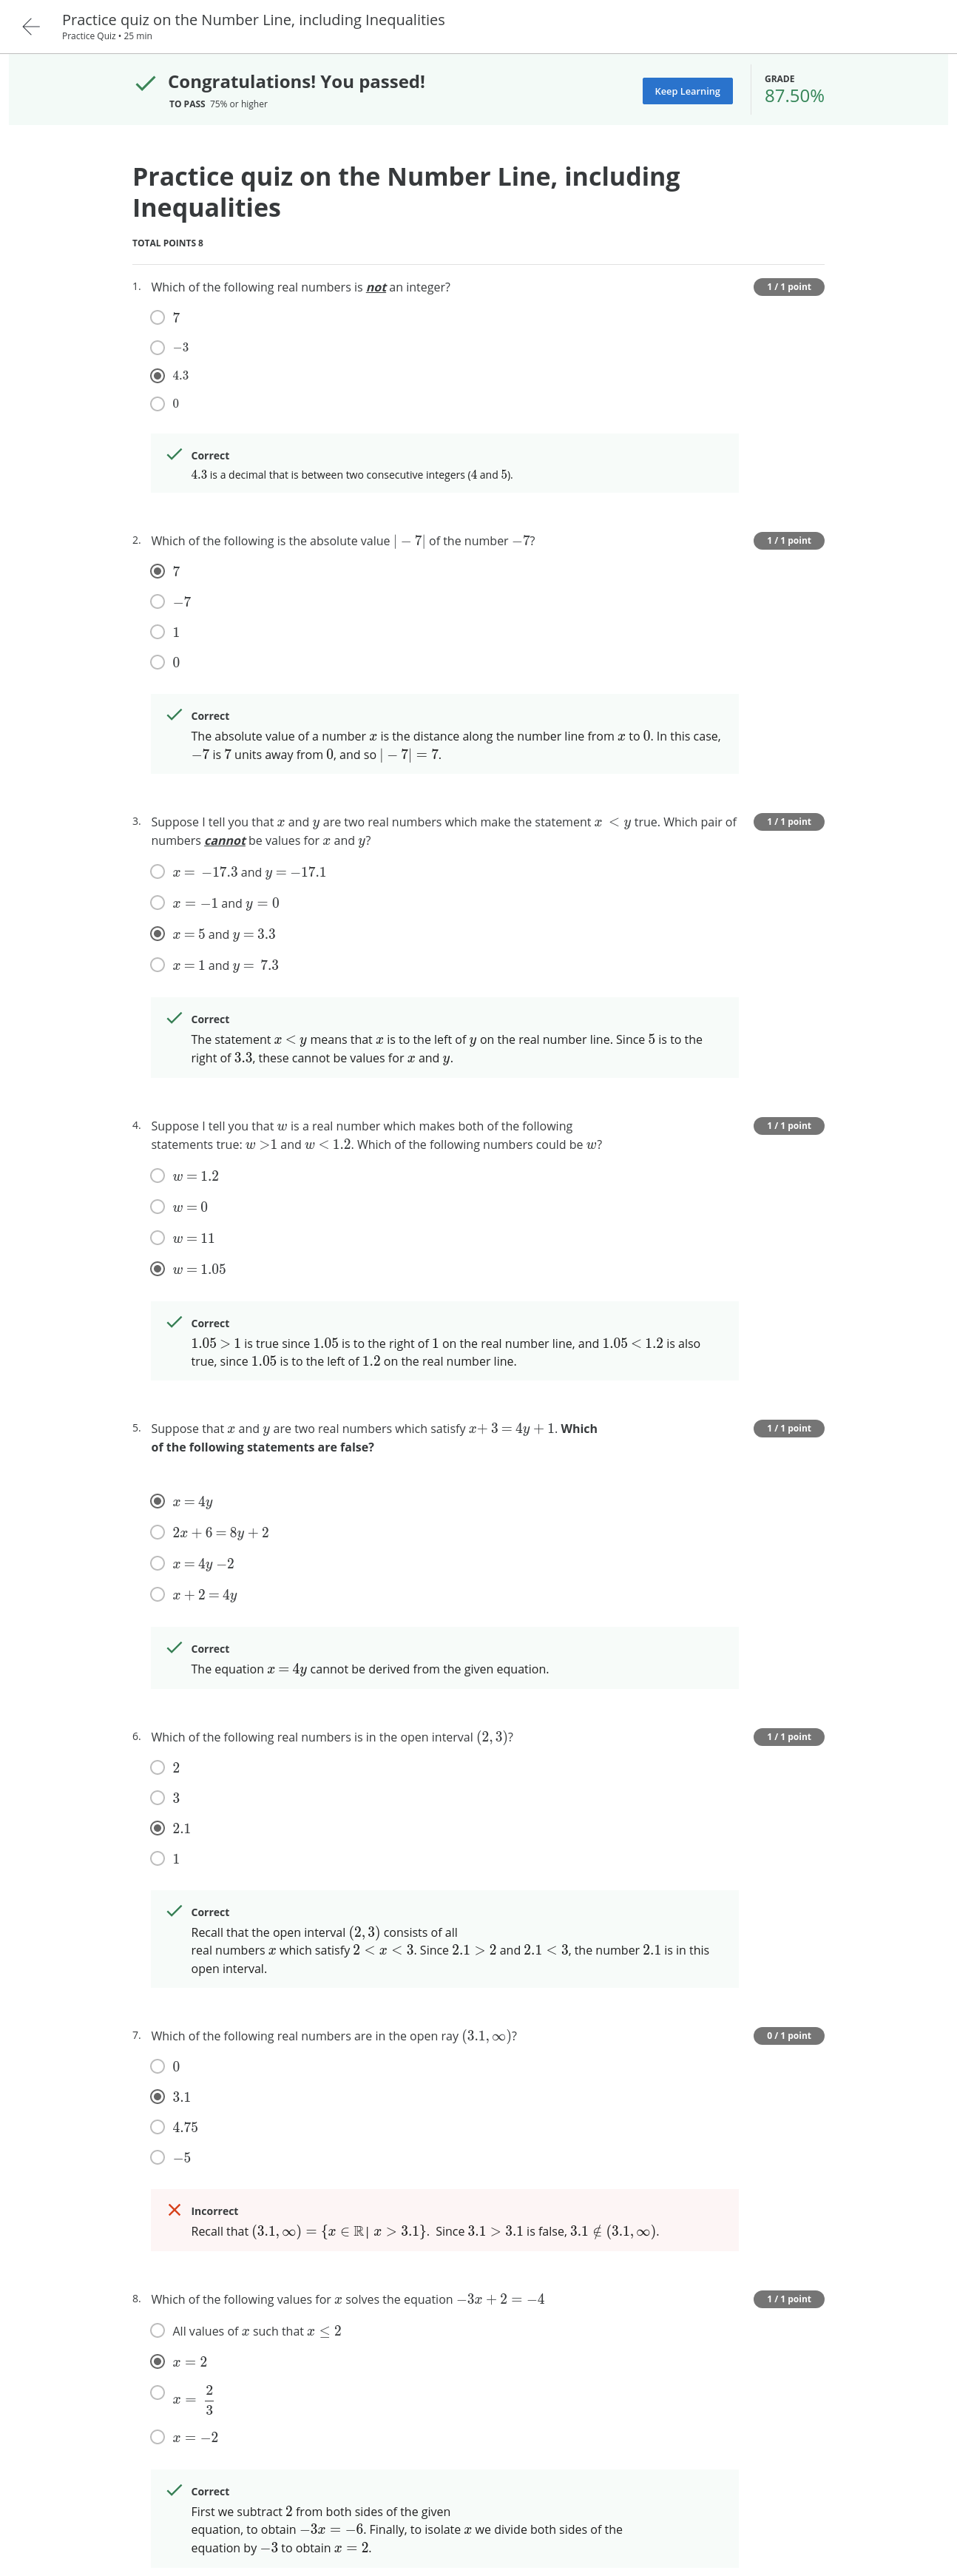 Practice quiz on the Number Line, including Inequalities
Practice Quiz • 25 min
Congratulations! You passed!
TO PASS 75% or higher
Keep Learning
GRADE
87.50%
Practice quiz on the Number Line, including
Inequalities
TOTAL POINTS 8
1. Which of the following real numbers is not an integer?
1 / 1 point
7
−3
4.3
0
Correct
4.3 is a decimal that is between two consecutive integers (4 and 5).
2. Which of the following is the absolute value | − 7| of the number −7?
1 / 1 point
7
−7
1
0
Correct
The absolute value of a number x is the distance along the number line from x to 0. In this case,
−7 is 7 units away from 0, and so | − 7| = 7.
3. Suppose I tell you that x and y are two real numbers which make the statement x < y true. Which pair of
numbers cannot be values for x and y?
1 / 1 point
x = −17.3 and y = −17.1
x = −1 and y = 0
x = 5 and y = 3.3
x = 1 and y = 7.3
Correct
The statement x < y means that x is to the left of y on the real number line. Since 5 is to the
right of 3.3, these cannot be values for x and y.
4. Suppose I tell you that w is a real number which makes both of the following
statements true: w >1 and w < 1.2. Which of the following numbers could be w?
1 / 1 point
w = 1.2
w = 0
w = 11
w = 1.05
Correct
1.05 > 1 is true since 1.05 is to the right of 1 on the real number line, and 1.05 < 1.2 is also
true, since 1.05 is to the left of 1.2 on the real number line.
5. Suppose that x and y are two real numbers which satisfy x+ 3 = 4y + 1. Which
of the following statements are false?
1 / 1 point
x = 4y
2x + 6 = 8y + 2
x = 4y −2
x + 2 = 4y
Correct
The equation x = 4y cannot be derived from the given equation.
6. Which of the following real numbers is in the open interval (2, 3)?
1 / 1 point
2
3
2.1
1
Correct
Recall that the open interval (2, 3) consists of all
real numbers x which satisfy 2 < x < 3. Since 2.1 > 2 and 2.1 < 3, the number 2.1 is in this
open interval.
7. Which of the following real numbers are in the open ray (3.1, ∞)?
0 / 1 point
0
3.1
4.75
−5
Incorrect
Recall that (3.1, ∞) = {x ∈ ℝ| x > 3.1}. Since 3.1 > 3.1 is false, 3.1 ∉ (3.1, ∞).
8. Which of the following values for x solves the equation −3x + 2 = −4
1 / 1 point
All values of x such that x ≤ 2
x = 2
x = 2/3
x = −2
Correct
First we subtract 2 from both sides of the given
equation, to obtain −3x = −6. Finally, to isolate x we divide both sides of the
equation by −3 to obtain x = 2.